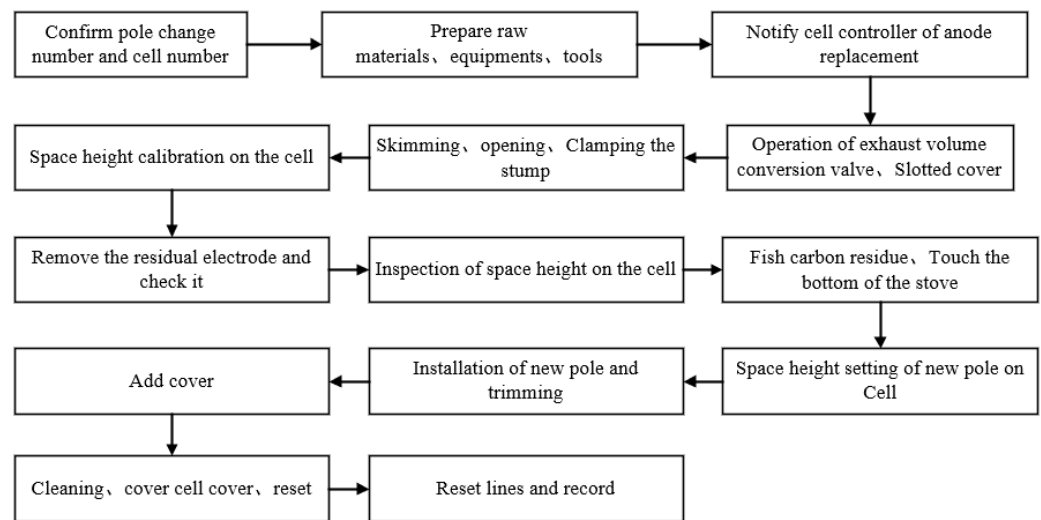 Confirm pole change
number and cell number
Prepare raw
materials、equipments、tools
Notify cell controller of anode
replacement
Operation of exhaust volume
conversion valve、Slotted cover
Skimming、opening、Clamping the
stump
Space height calibration on the cell
Remove the residual electrode and
check it
Inspection of space height on the cell
Fish carbon residue、Touch the
bottom of the stove
Space height setting of new pole on
Cell
Installation of new pole and
trimming
Add cover
Cleaning、cover cell cover、reset
Reset lines and record